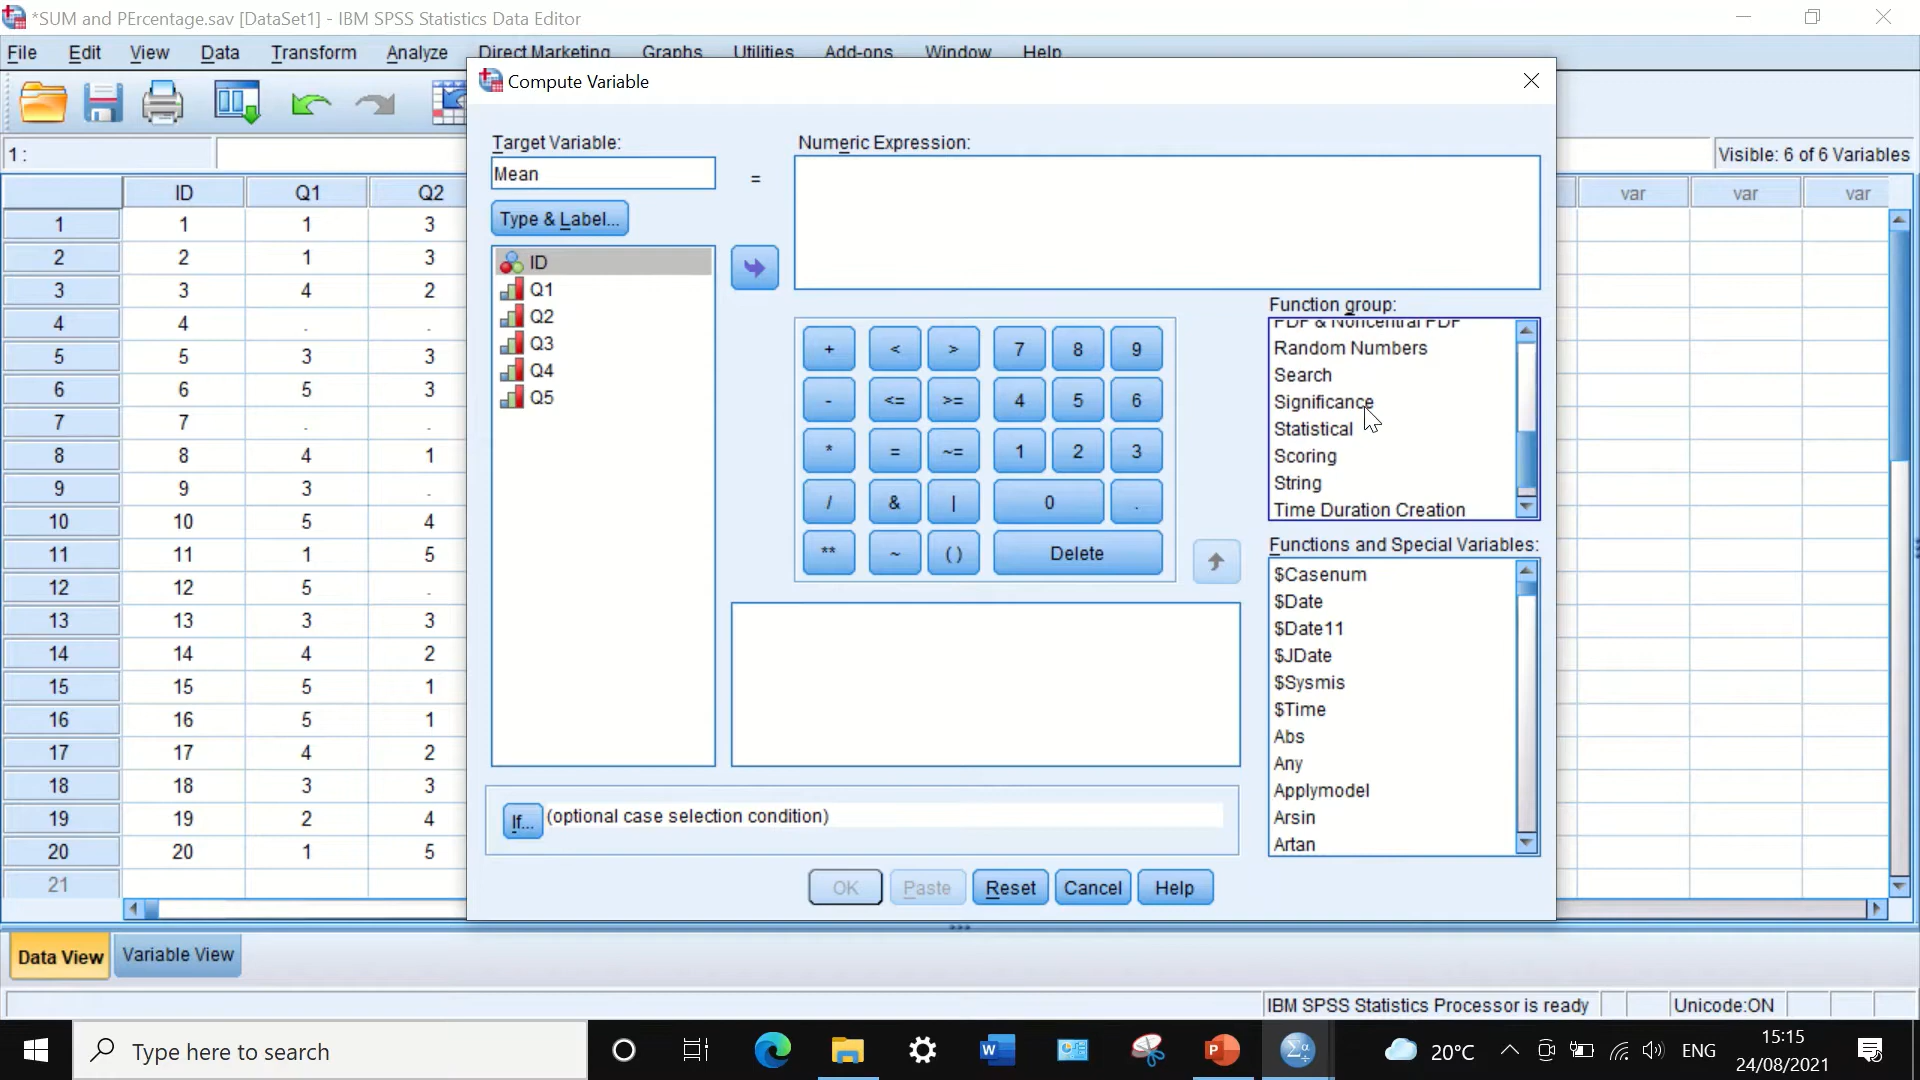 *SUM and PErcentage.sav [DataSet1] - IBM SPSS Statistics Data Editor
File Edit View Data Transform Analyze Direct Marketing Graphs Utilities Add-ons Window Help
Compute Variable
1 :
Visible: 6 of 6 Variables
ID Q1 Q2 var var var
1 1 1 3
2 2 1 3
3 3 4 2
4 4 . .
5 5 3 3
6 6 5 3
7 7 . .
8 8 4 1
9 9 3 .
10 10 5 4
11 11 1 5
12 12 5 .
13 13 3 3
14 14 4 2
15 15 5 1
16 16 5 1
17 17 4 2
18 18 3 3
19 19 2 4
20 20 1 5
21
Target Variable:
Mean
=
Type & Label...
ID
Q1
Q2
Q3
Q4
Q5
Numeric Expression:
+ < > 7 8 9
- <= >= 4 5 6
* = ~= 1 2 3
/ & | 0 .
** ~ ( ) Delete
Function group:
PDF & Noncentral PDF
Random Numbers
Search
Significance
Statistical
Scoring
String
Time Duration Creation
Functions and Special Variables:
$Casenum
$Date
$Date11
$JDate
$Sysmis
$Time
Abs
Any
Applymodel
Arsin
Artan
If... (optional case selection condition)
OK Paste Reset Cancel Help
Data View Variable View
IBM SPSS Statistics Processor is ready Unicode:ON
Type here to search
20°C ENG
15:15
24/08/2021